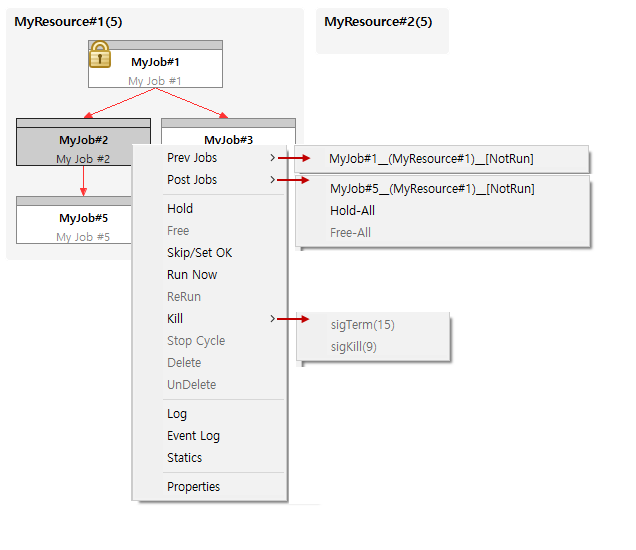 MyResource#1(5)
MyResource#2(5)
MyJob#1
My Job #1
MyJob#2
My Job #2
MyJob#3
MyJob#5
My Job #5
Prev Jobs
Post Jobs
Hold
Free
Skip/Set OK
Run Now
ReRun
Kill
Stop Cycle
Delete
UnDelete
Log
Event Log
Statics
Properties
MyJob#1__(MyResource#1)__[NotRun]
MyJob#5__(MyResource#1)__[NotRun]
Hold-All
Free-All
sigTerm(15)
sigKill(9)